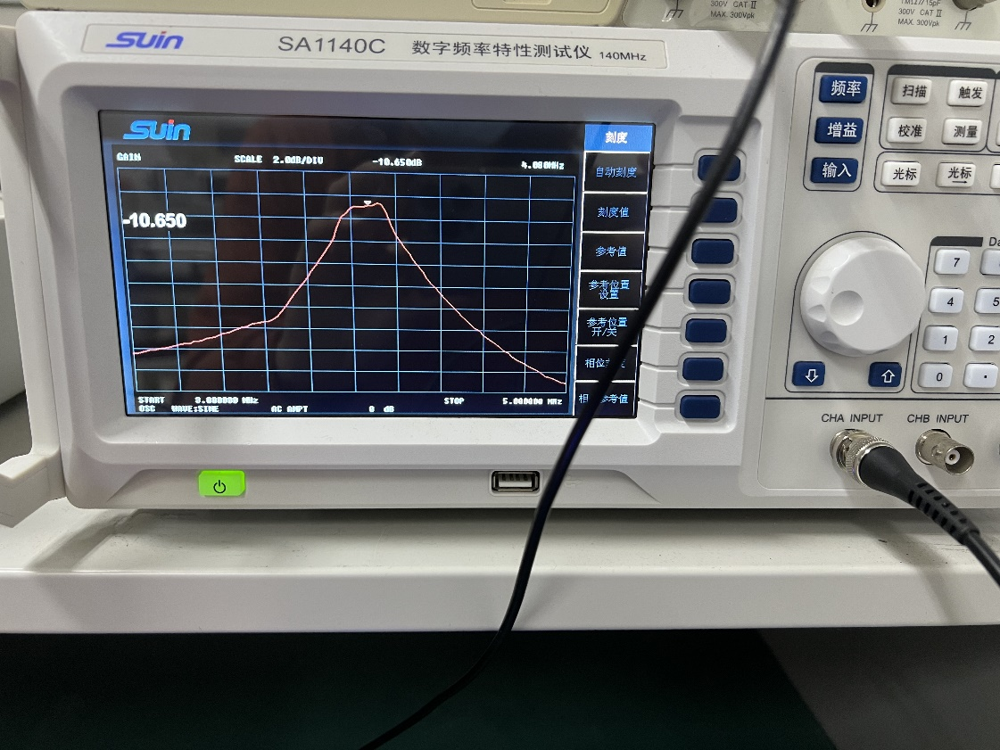 300V CAT II
MAX. 300Vpk
1MΩ//15pF
300V CAT II
MAX. 300Vpk
SUIN
SA1140C 数字频率特性测试仪 140MHz
SUIN
刻度
GAIN SCALE 2.0dB/DIV -10.650dB 4.000MHz
自动刻度
-10.650
刻度值
参考值
参考位置
设置
参考位置
开/关
相位
参考值
START 3.000000 MHz STOP 5.000000 MHz
OSC WAVE:SINE AC AMPT 0 dB
频率
扫描
触发
增益
校准
测量
输入
光标
光标
7
4
5
1
2
0
.
CHA INPUT CHB INPUT